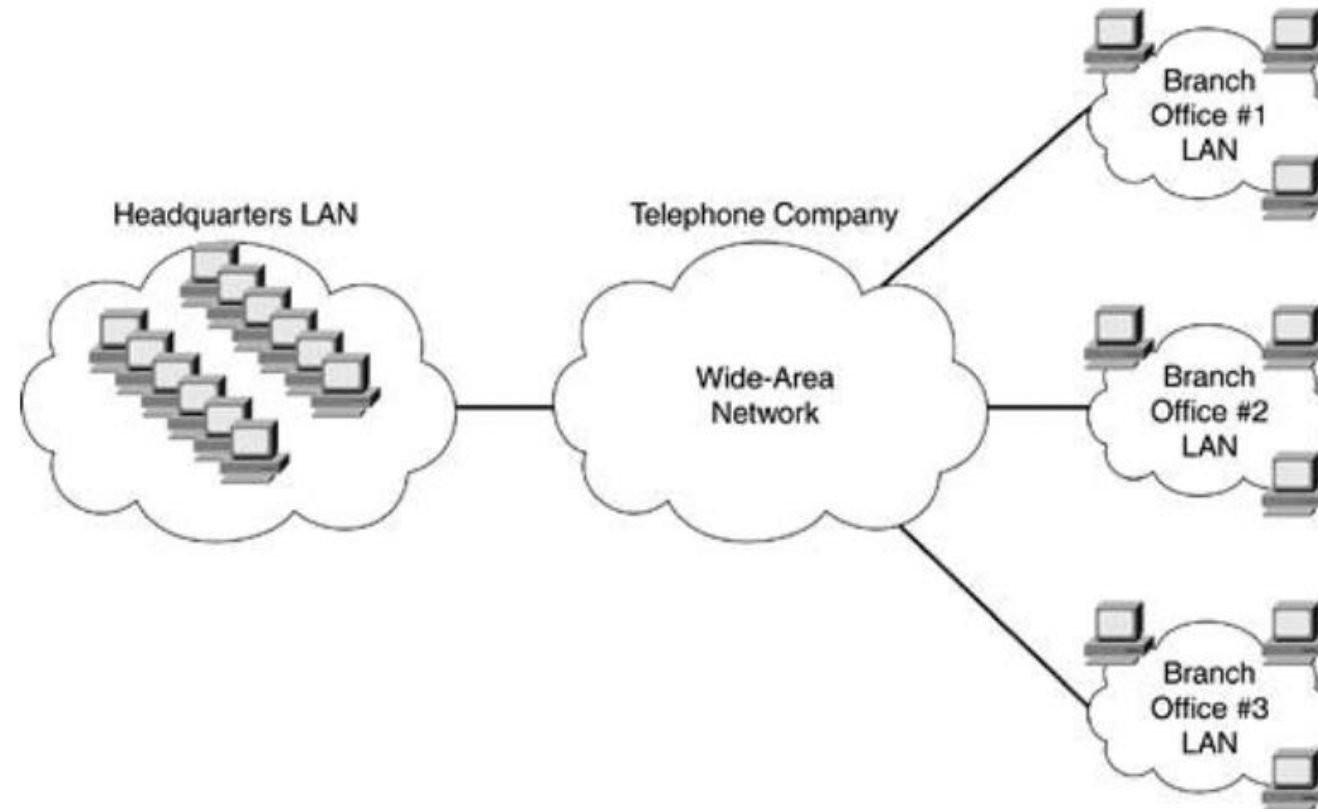 Headquarters LAN
Telephone Company
Wide-Area
Network
Branch
Office #1
LAN
Branch
Office #2
LAN
Branch
Office #3
LAN